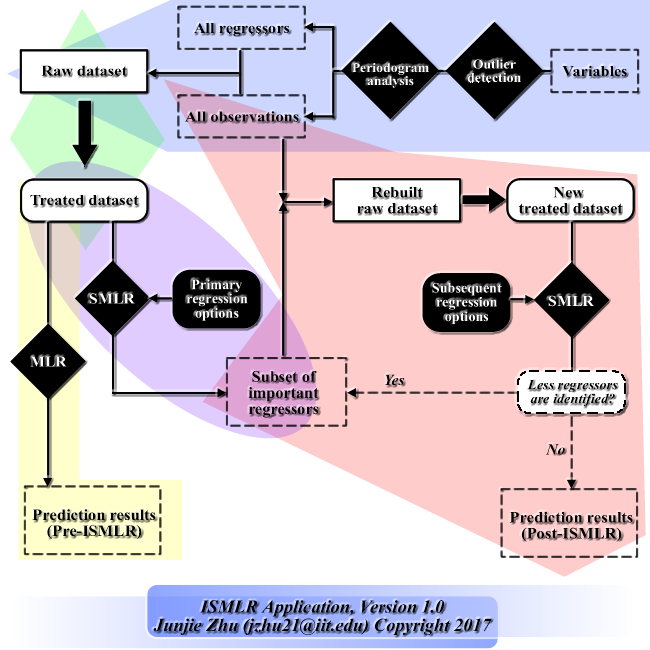 All regressors
Raw dataset
Periodogram
analysis
Outlier
detection
Variables
All observations
Treated dataset
Rebuilt
raw dataset
New
treated dataset
SMLR
Primary
regression
options
Subsequent
regression
options
SMLR
MLR
Subset of
important
regressors
Yes
Less regressors
are identified?
No
Prediction results
(Pre-ISMLR)
Prediction results
(Post-ISMLR)
ISMLR Application, Version 1.0
Junjie Zhu (jzhu21@iit.edu) Copyright 2017